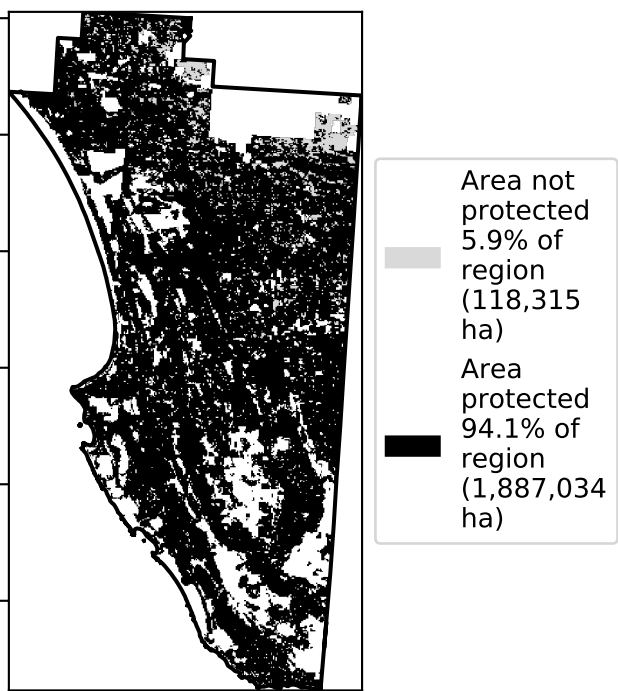 Area not
protected
5.9% of
region
(118,315
ha)
Area
protected
94.1% of
region
(1,887,034
ha)